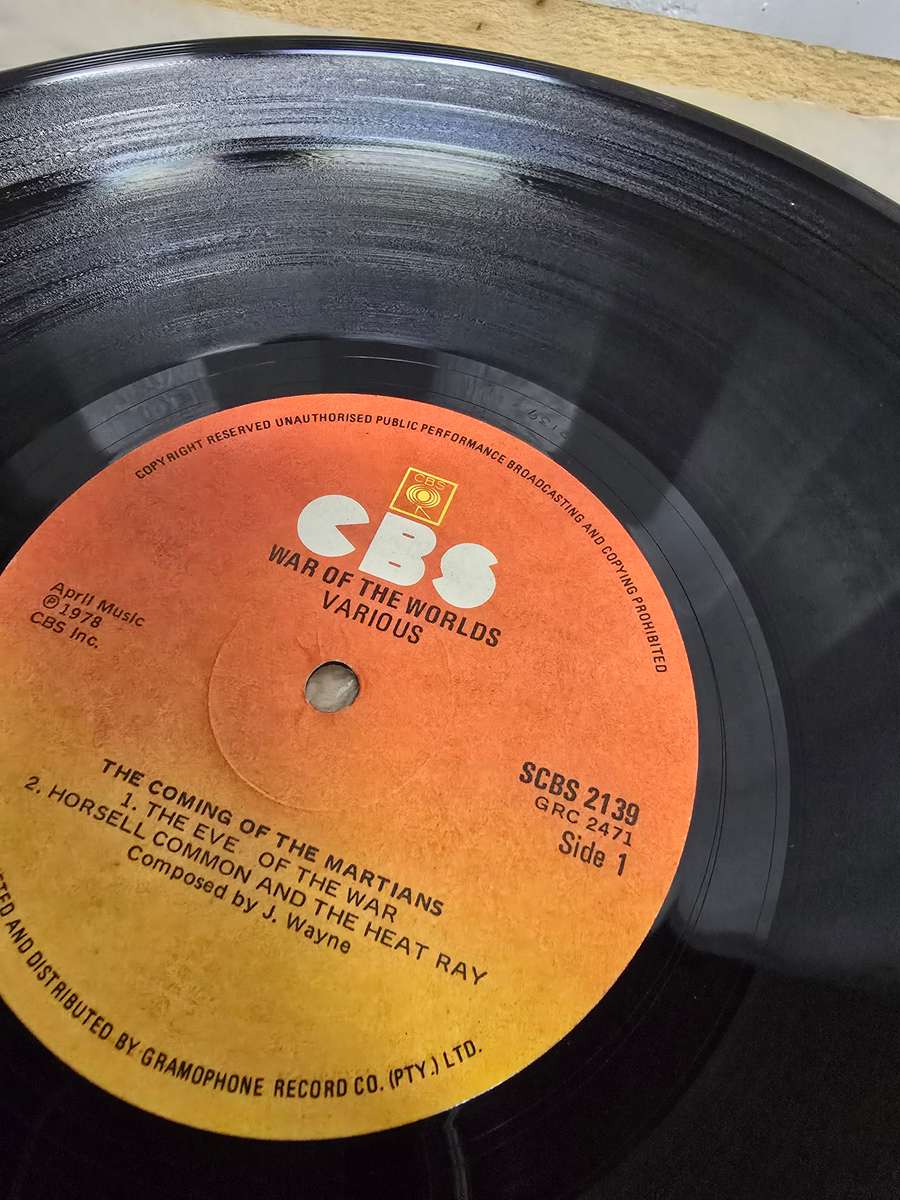 COPYRIGHT RESERVED UNAUTHORISED PUBLIC PERFORMANCE BROADCASTING AND COPYING PROHIBITED
CBS
CBS
WAR OF THE WORLDS
VARIOUS
April Music
℗ 1978
CBS Inc.
SCBS 2139
GRC 2471
Side 1
THE COMING OF THE MARTIANS
1. THE EVE OF THE WAR
2. HORSELL COMMON AND THE HEAT RAY
Composed by J. Wayne
AND DISTRIBUTED BY GRAMOPHONE RECORD CO. (PTY.) LTD.